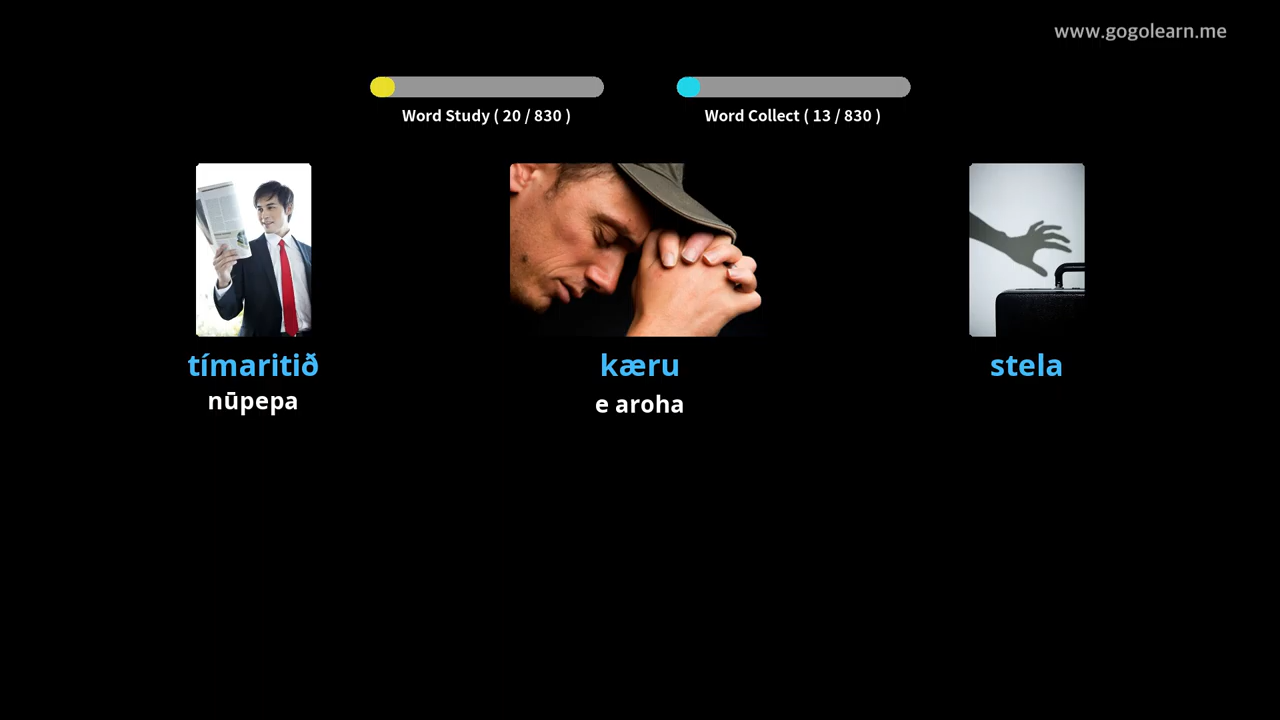 www.gogolearn.me
Word Study ( 20 / 830 )
Word Collect ( 13 / 830 )
tímaritið
kæru
stela
nūpepa
e aroha